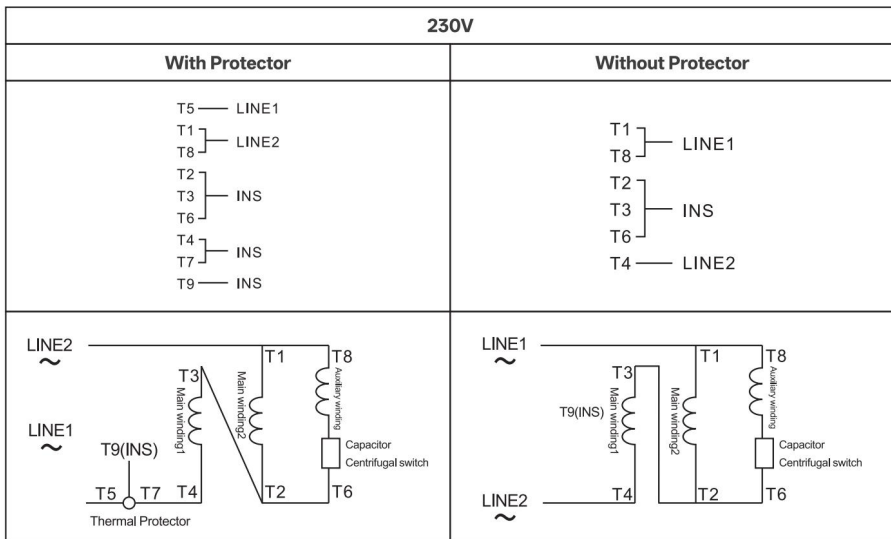 230V
With Protector
Without Protector
T5 LINE1
T1
T8
LINE2
T2
T3
T6
INS
T4
T7
INS
T9 INS
T1
T8
LINE1
T2
T3
T6
INS
T4 LINE2
LINE2
~
T3
T1
T8
Main winding1
Main winding2
Auxiliary winding
LINE1
~
T9(INS)
Capacitor
Centrifugal switch
T5
T7
T4
T2
T6
Thermal Protector
LINE1
~
T3
T1
T8
T9(INS)
Main winding1
Main winding2
Auxiliary winding
Capacitor
Centrifugal switch
LINE2
~
T4
T2
T6